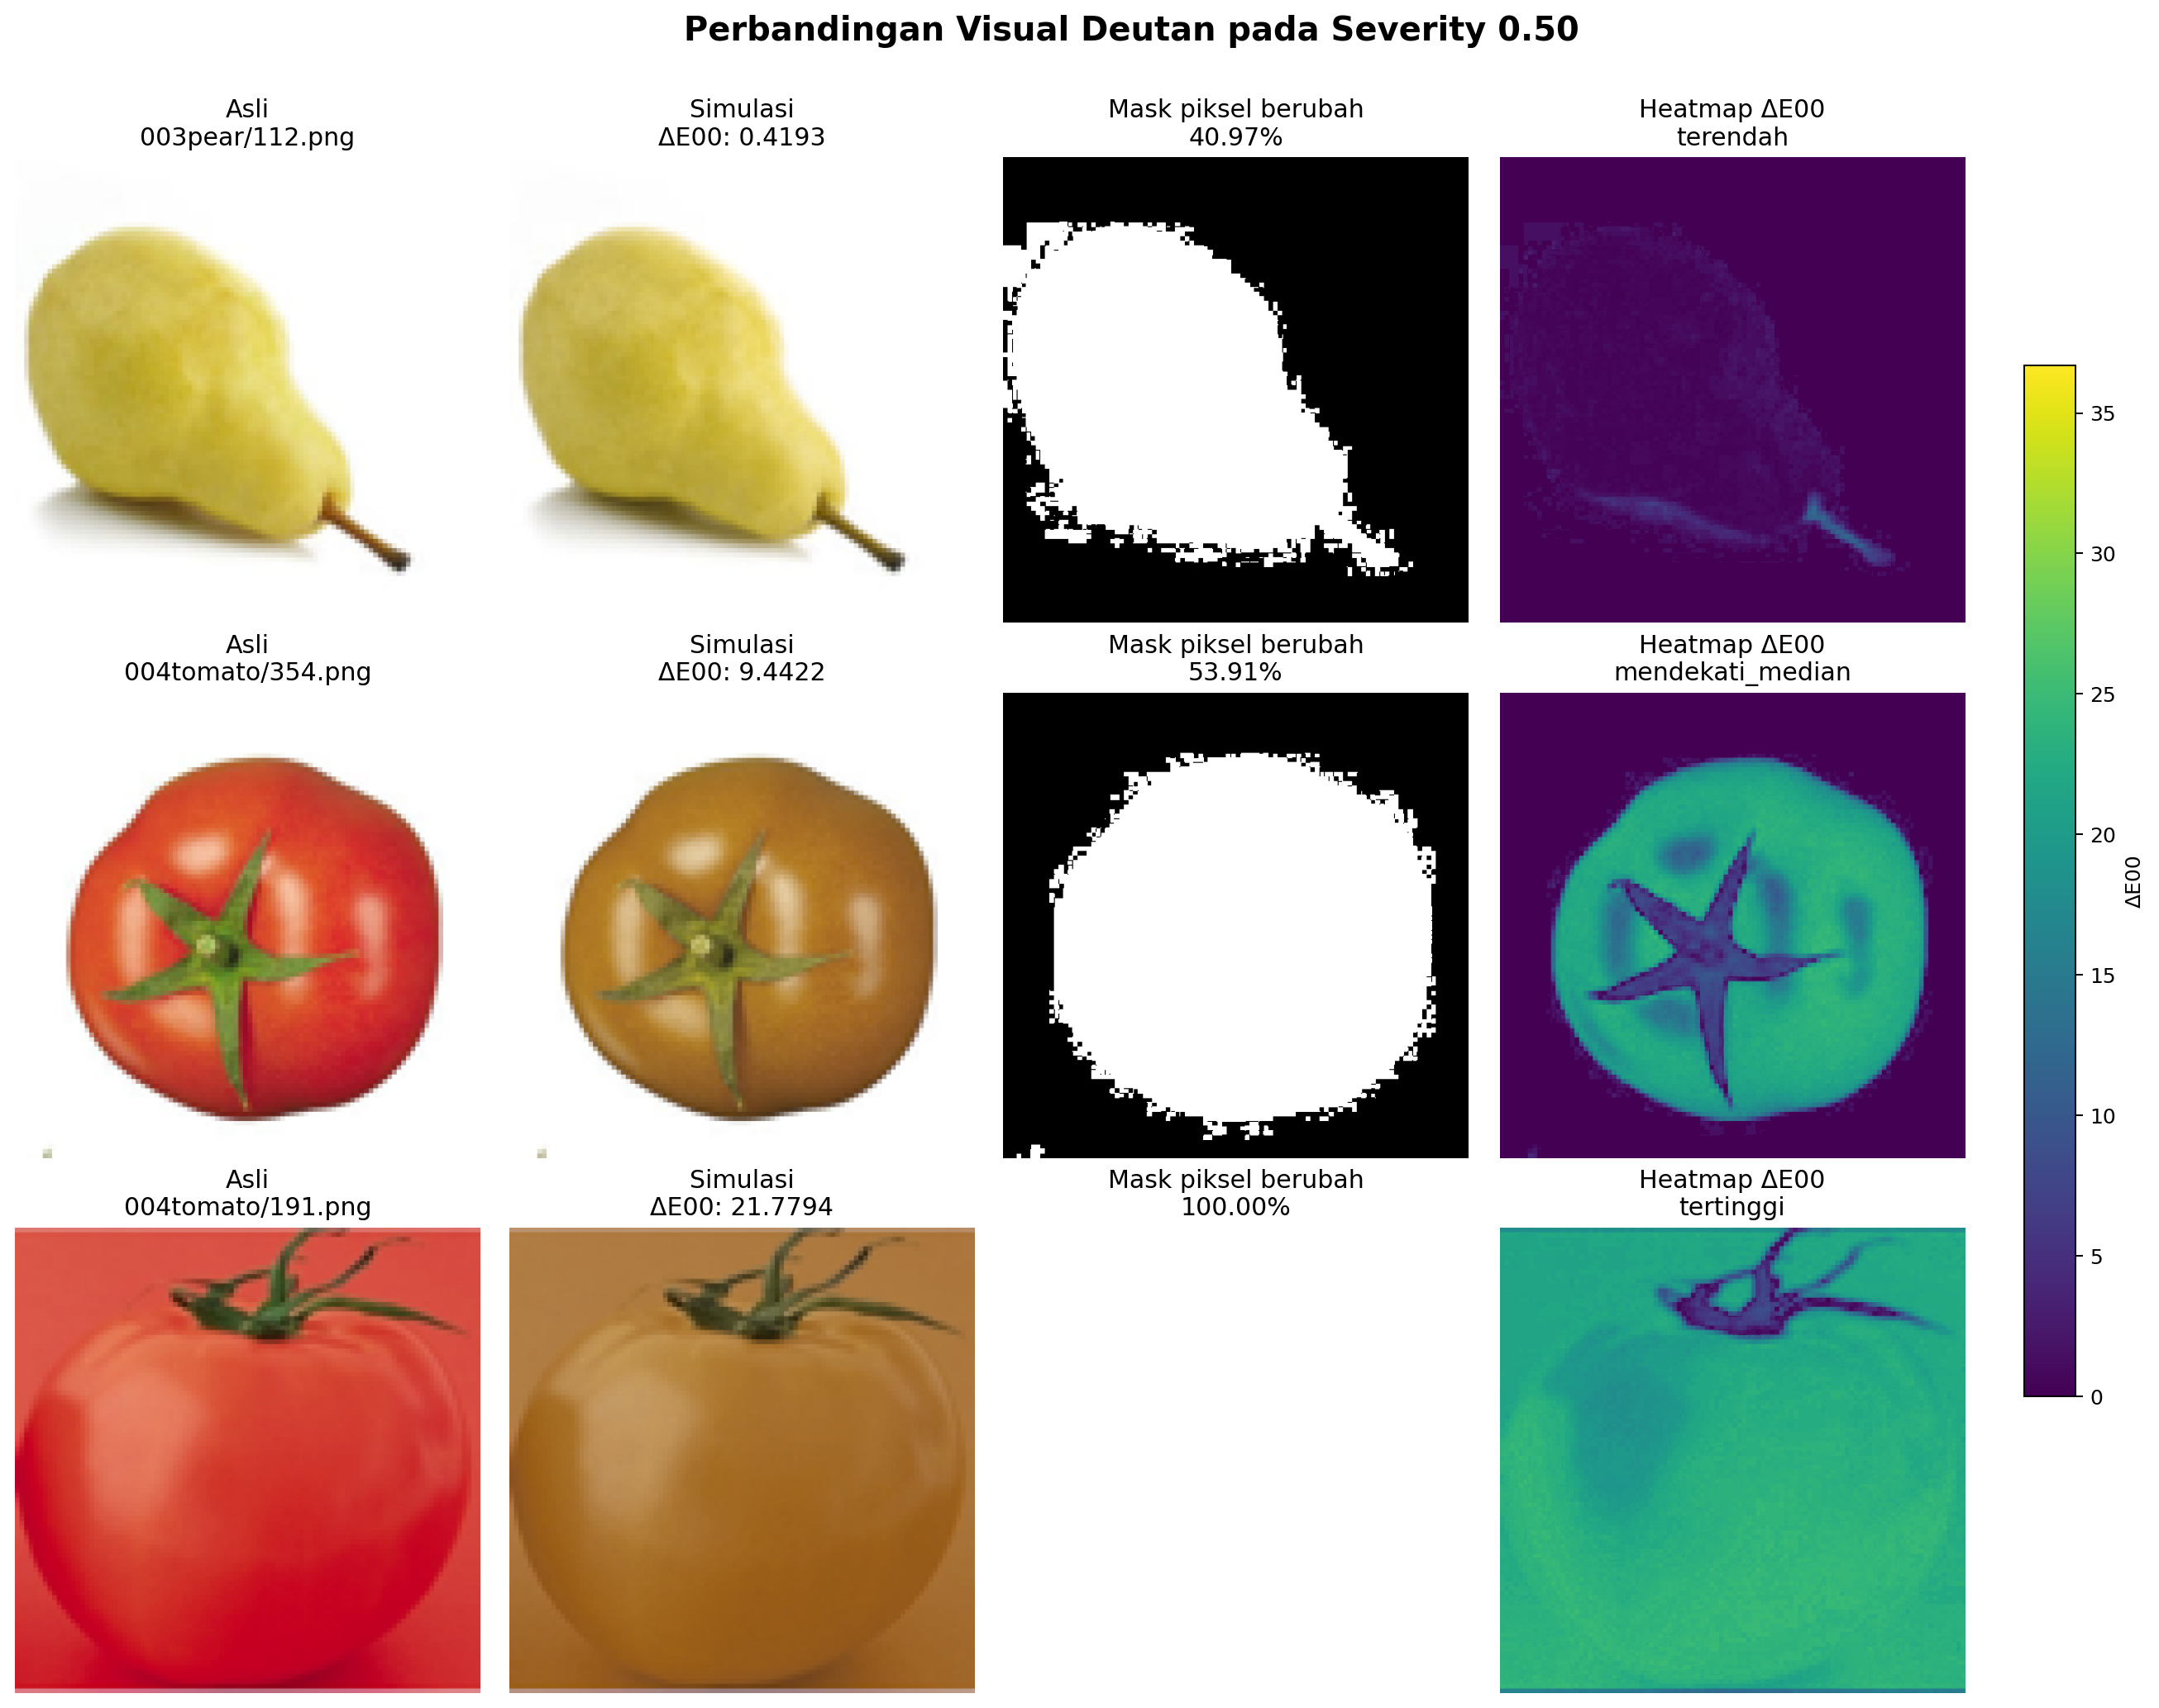 Perbandingan Visual Deutan pada Severity 0.50
Asli
003pear/112.png
Simulasi
ΔE00: 0.4193
Mask piksel berubah
40.97%
Heatmap ΔE00
terendah
Asli
004tomato/354.png
Simulasi
ΔE00: 9.4422
Mask piksel berubah
53.91%
Heatmap ΔE00
mendekati_median
Asli
004tomato/191.png
Simulasi
ΔE00: 21.7794
Mask piksel berubah
100.00%
Heatmap ΔE00
tertinggi
35
30
25
20
15
10
5
0
ΔE00